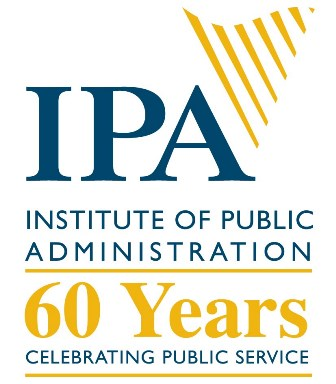 IPA
INSTITUTE OF PUBLIC
ADMINISTRATION
60 Years
CELEBRATING PUBLIC SERVICE